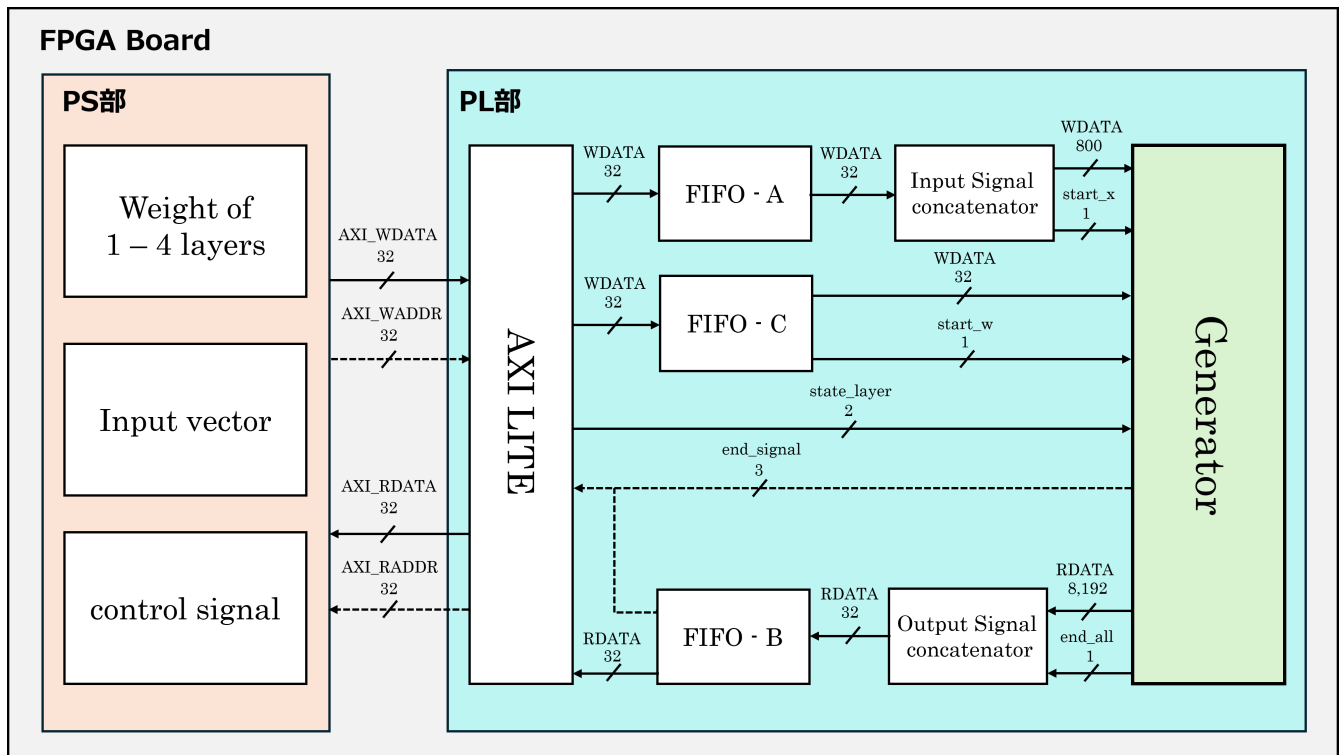 FPGA Board
PS部
Weight of
1 – 4 layers
Input vector
control signal
AXI_WDATA
32
AXI_WADDR
32
AXI_RDATA
32
AXI_RADDR
32
PL部
AXI LITE
WDATA
32
FIFO - A
WDATA
32
Input Signal
concatenator
WDATA
800
start_x
1
WDATA
32
FIFO - C
WDATA
32
start_w
1
state_layer
2
end_signal
3
Generator
RDATA
8,192
end_all
1
Output Signal
concatenator
RDATA
32
FIFO - B
RDATA
32